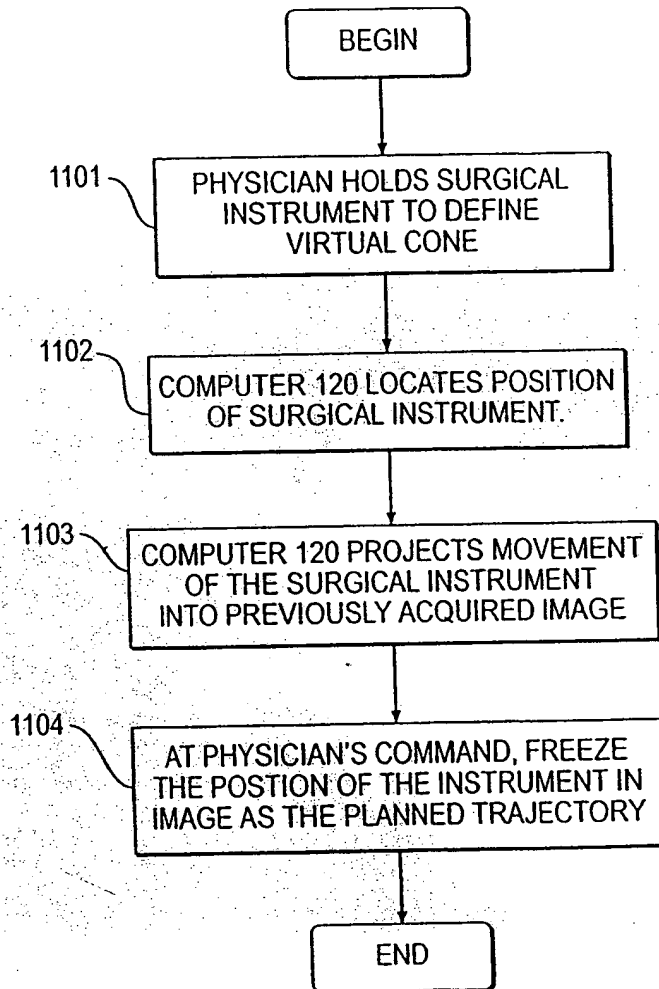 BEGIN
1101
PHYSICIAN HOLDS SURGICAL
INSTRUMENT TO DEFINE
VIRTUAL CONE
1102
COMPUTER 120 LOCATES POSITION
OF SURGICAL INSTRUMENT.
1103
COMPUTER 120 PROJECTS MOVEMENT
OF THE SURGICAL INSTRUMENT
INTO PREVIOUSLY ACQUIRED IMAGE
1104
AT PHYSICIAN'S COMMAND, FREEZE
THE POSTION OF THE INSTRUMENT IN
IMAGE AS THE PLANNED TRAJECTORY
END